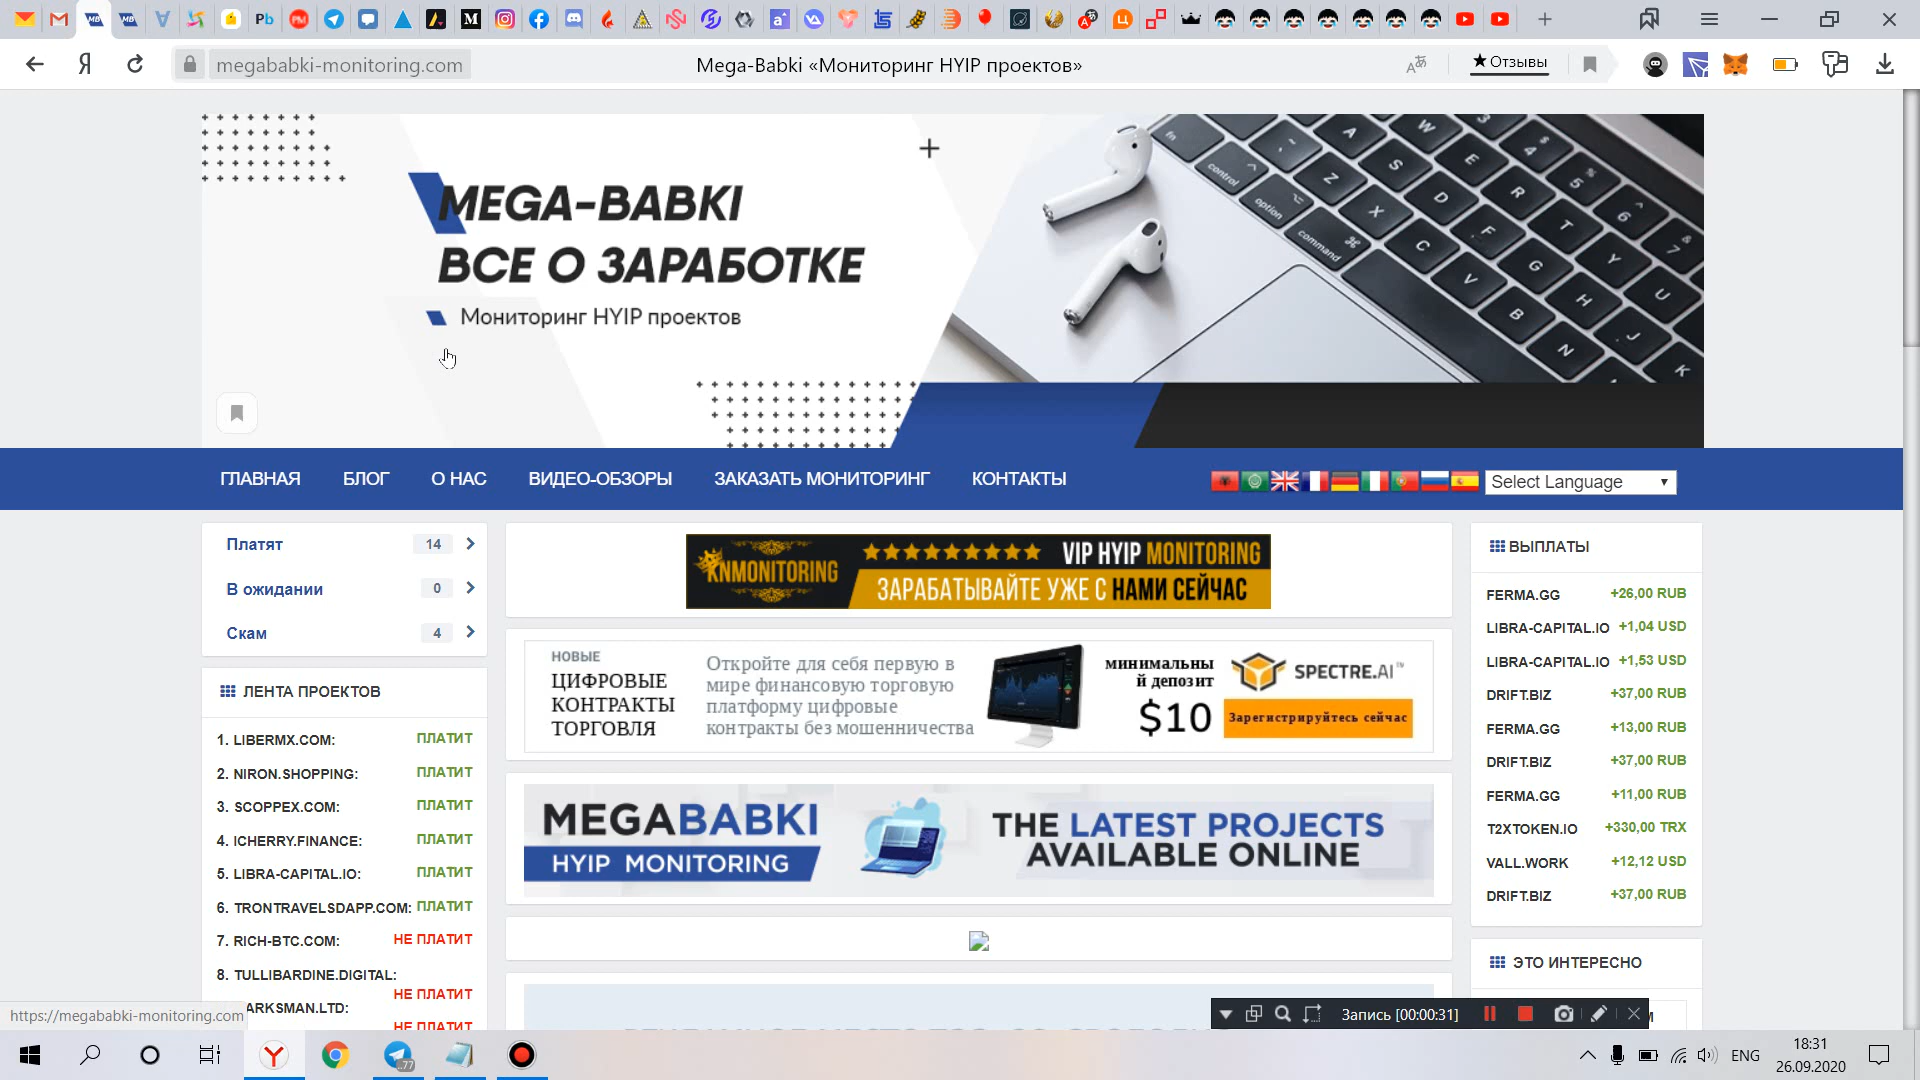 megababki-monitoring.com
Mega-Babki «Мониторинг HYIP проектов»
★ Отзывы
MEGA-BABKI
ВСЕ О ЗАРАБОТКЕ
Мониторинг HYIP проектов
ГЛАВНАЯ БЛОГ О НАС ВИДЕО-ОБЗОРЫ ЗАКАЗАТЬ МОНИТОРИНГ КОНТАКТЫ
Select Language
Платят 14
В ожидании 0
Скам 4
ЛЕНТА ПРОЕКТОВ
1. LIBERMX.COM: ПЛАТИТ
2. NIRON.SHOPPING: ПЛАТИТ
3. SCOPPEX.COM: ПЛАТИТ
4. ICHERRY.FINANCE: ПЛАТИТ
5. LIBRA-CAPITAL.IO: ПЛАТИТ
6. TRONTRAVELSDAPP.COM: ПЛАТИТ
7. RICH-BTC.COM: НЕ ПЛАТИТ
8. TULLIBARDINE.DIGITAL:
НЕ ПЛАТИТ
ARKSMAN.LTD:
НЕ ПЛАТИТ
https://megababki-monitoring.com
KNMONITORING
VIP HYIP MONITORING
ЗАРАБАТЫВАЙТЕ УЖЕ С НАМИ СЕЙЧАС
НОВЫЕ
ЦИФРОВЫЕ
КОНТРАКТЫ
ТОРГОВЛЯ
Откройте для себя первую в
мире финансовую торговую
платформу цифровые
контракты без мошенничества
минимальны
й депозит
$10
SPECTRE.AI
Зарегистрируйтесь сейчас
MEGABABKI
HYIP MONITORING
THE LATEST PROJECTS
AVAILABLE ONLINE
ВЫПЛАТЫ
FERMA.GG +26,00 RUB
LIBRA-CAPITAL.IO +1,04 USD
LIBRA-CAPITAL.IO +1,53 USD
DRIFT.BIZ +37,00 RUB
FERMA.GG +13,00 RUB
DRIFT.BIZ +37,00 RUB
FERMA.GG +11,00 RUB
T2XTOKEN.IO +330,00 TRX
VALL.WORK +12,12 USD
DRIFT.BIZ +37,00 RUB
ЭТО ИНТЕРЕСНО
Запись [00:00:31]
ENG
18:31
26.09.2020